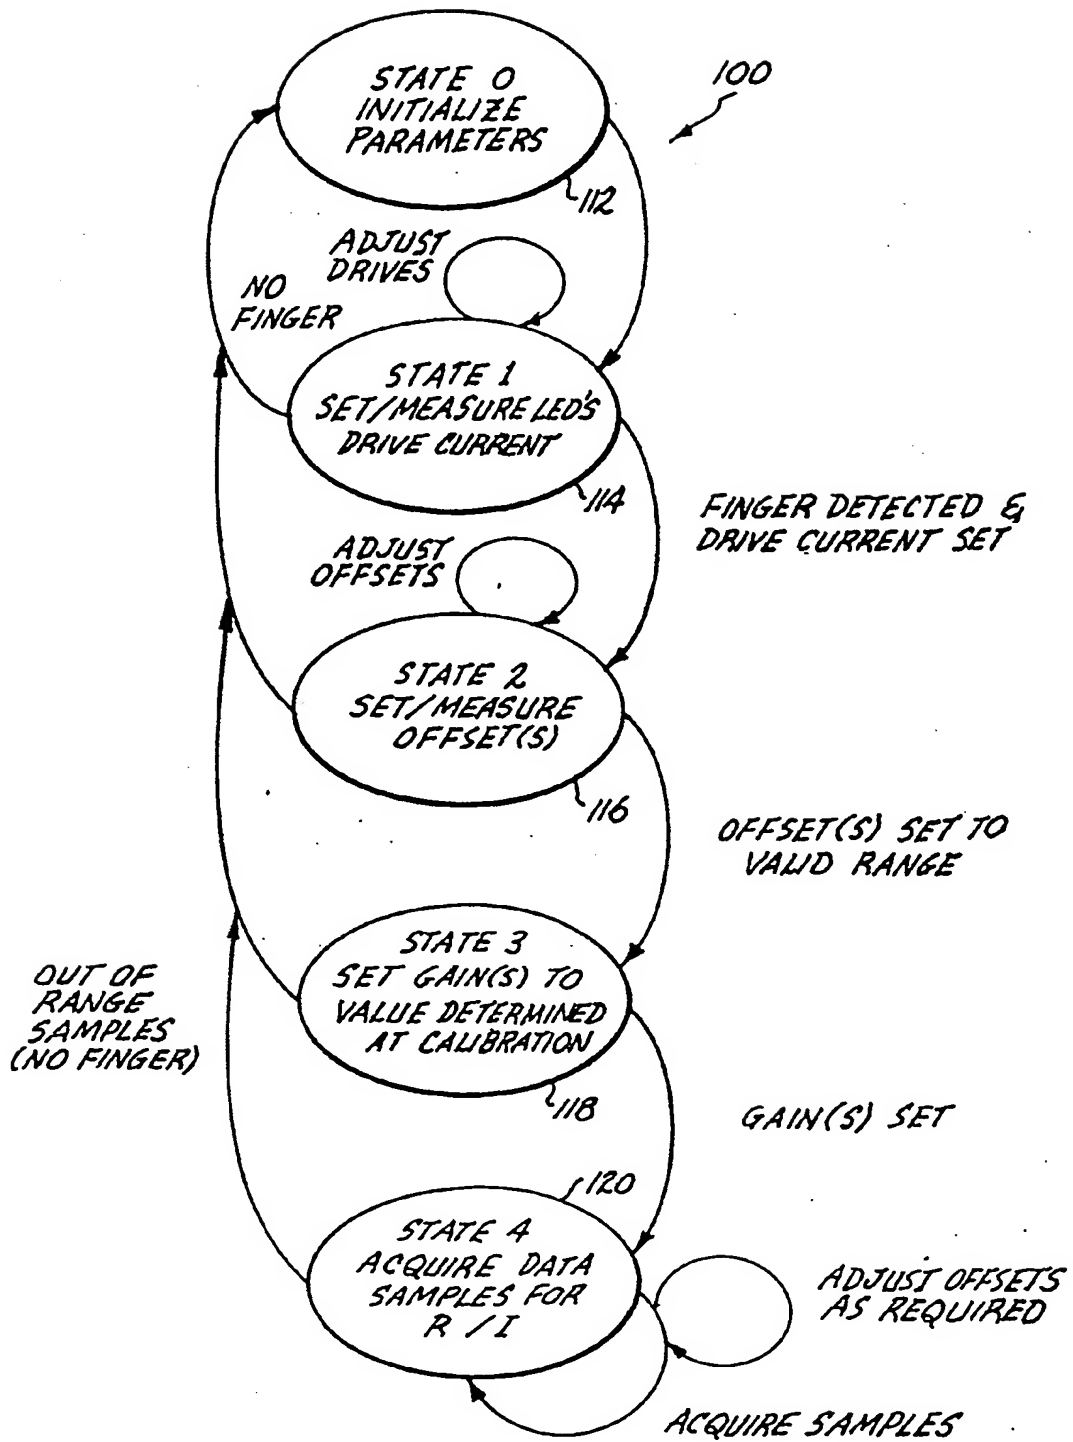 STATE 0
INITIALIZE
PARAMETERS
100
112
ADJUST
DRIVES
NO
FINGER
STATE 1
SET/MEASURE LED'S
DRIVE CURRENT
114
FINGER DETECTED &
DRIVE CURRENT SET
ADJUST
OFFSETS
STATE 2
SET/MEASURE
OFFSET(S)
116
OFFSET(S) SET TO
VALID RANGE
STATE 3
SET GAIN(S) TO
VALUE DETERMINED
AT CALIBRATION
118
OUT OF
RANGE
SAMPLES
(NO FINGER)
GAIN(S) SET
120
STATE 4
ACQUIRE DATA
SAMPLES FOR
R / I
ADJUST OFFSETS
AS REQUIRED
ACQUIRE SAMPLES